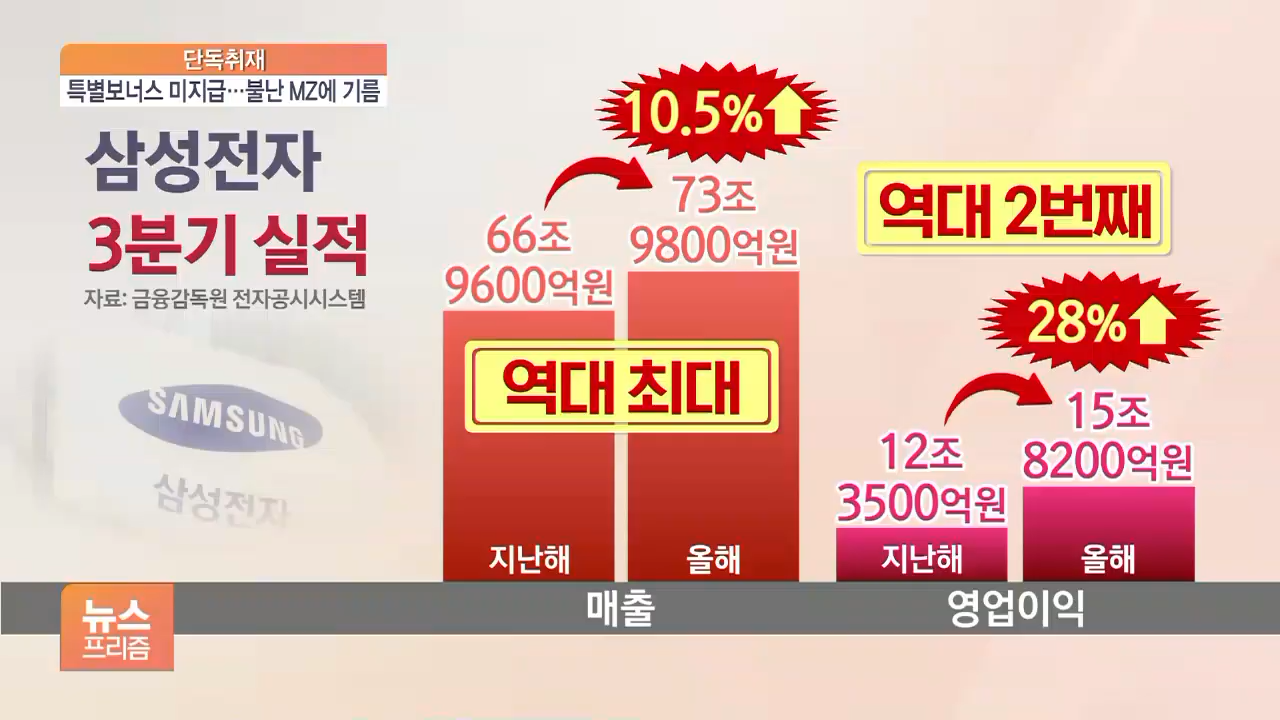 단독취재
특별보너스 미지급…불난 MZ에 기름
삼성전자
3분기 실적
자료: 금융감독원 전자공시시스템
SAMSUNG
삼성전자
10.5%
66조
9600억원
73조
9800억원
역대 최대
지난해
올해
매출
역대 2번째
28%
12조
3500억원
15조
8200억원
지난해
올해
영업이익
뉴스
프리즘